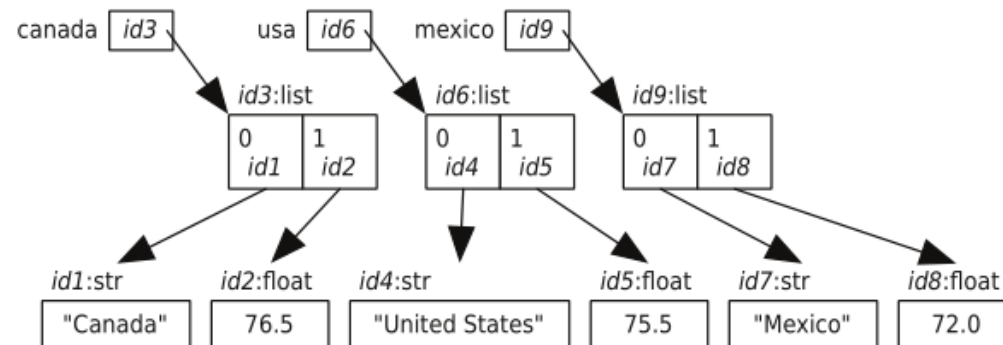 canada id3 usa id6 mexico id9
id3:list id6:list id9:list
0 1 0 1 0 1
id1 id2 id4 id5 id7 id8
id1:str id2:float id4:str id5:float id7:str id8:float
"Canada" 76.5 "United States" 75.5 "Mexico" 72.0